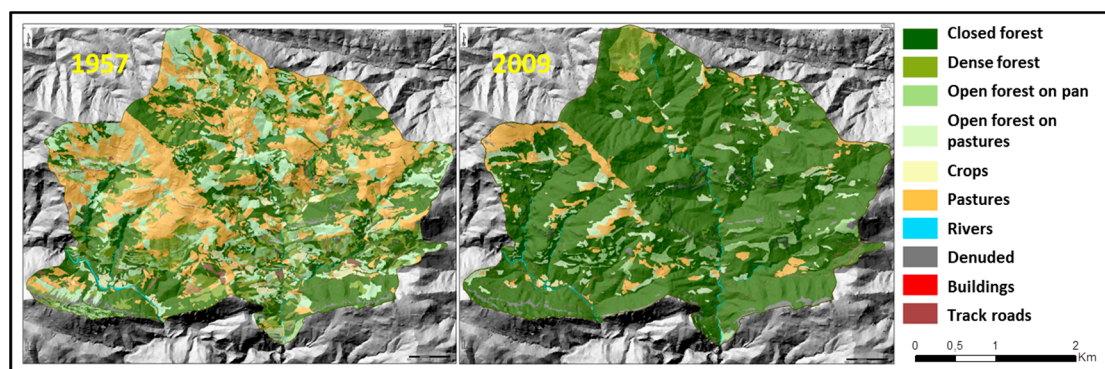 1957
2009
Closed forest
Dense forest
Open forest on pan
Open forest on
pastures
Crops
Pastures
Rivers
Denuded
Buildings
Track roads
0 0,5 1 2
Km